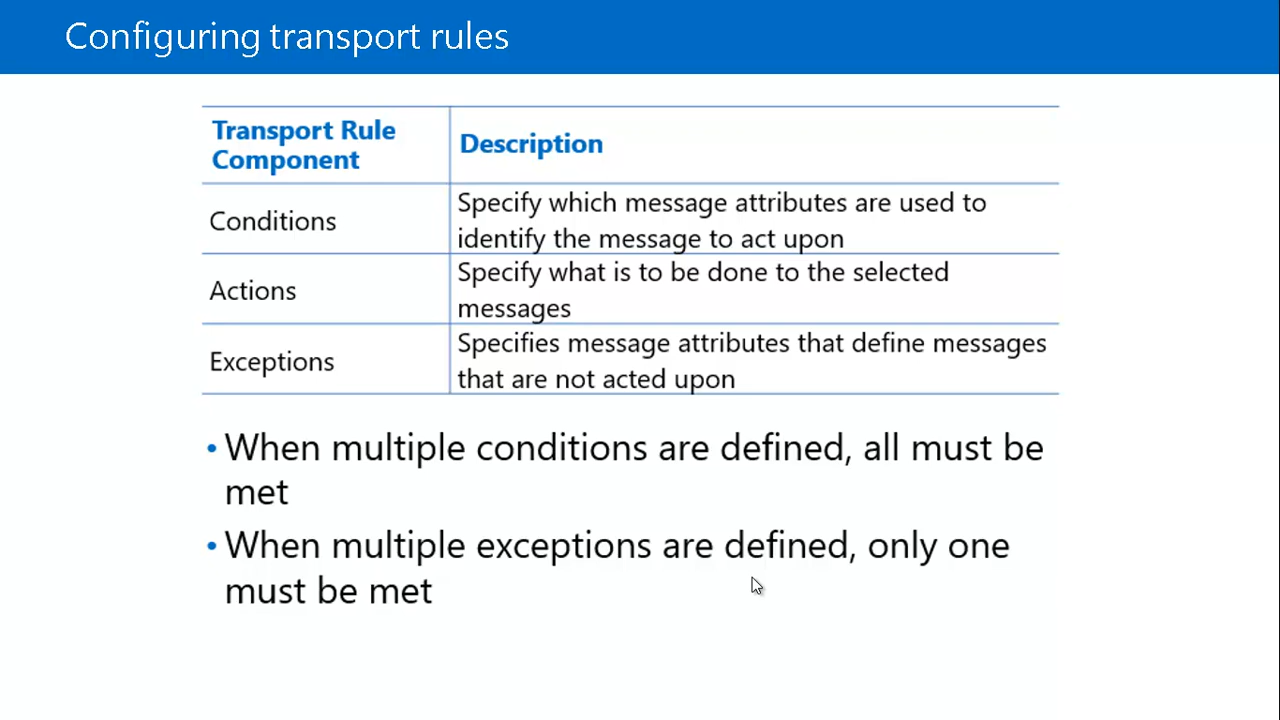 Configuring transport rules
Transport Rule
Component
Description
Conditions
Specify which message attributes are used to
identify the message to act upon
Actions
Specify what is to be done to the selected
messages
Exceptions
Specifies message attributes that define messages
that are not acted upon
• When multiple conditions are defined, all must be
met
• When multiple exceptions are defined, only one
must be met